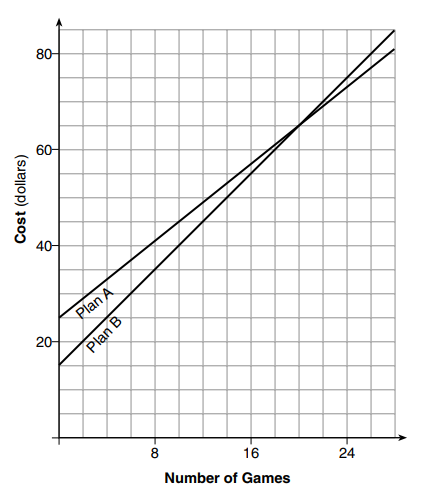 80
60
Cost (dollars)
40
Plan A
Plan B
20
8 16 24
Number of Games